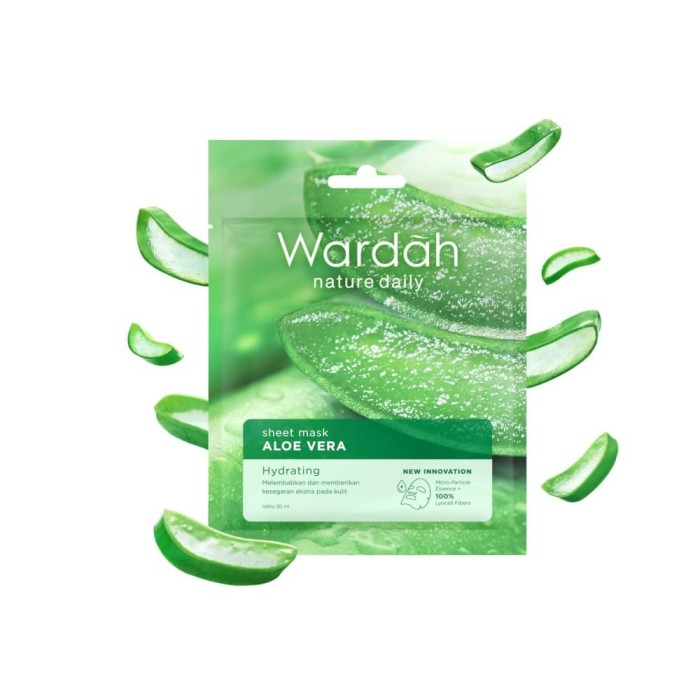 Wardah
nature daily
sheet mask
ALOE VERA
Hydrating
Melembabkan dan memberikan
kesegaran ekstra pada kulit
netto 20 ml
NEW INNOVATION
Micro Particle
Essence +
100%
Lyocell Fibers